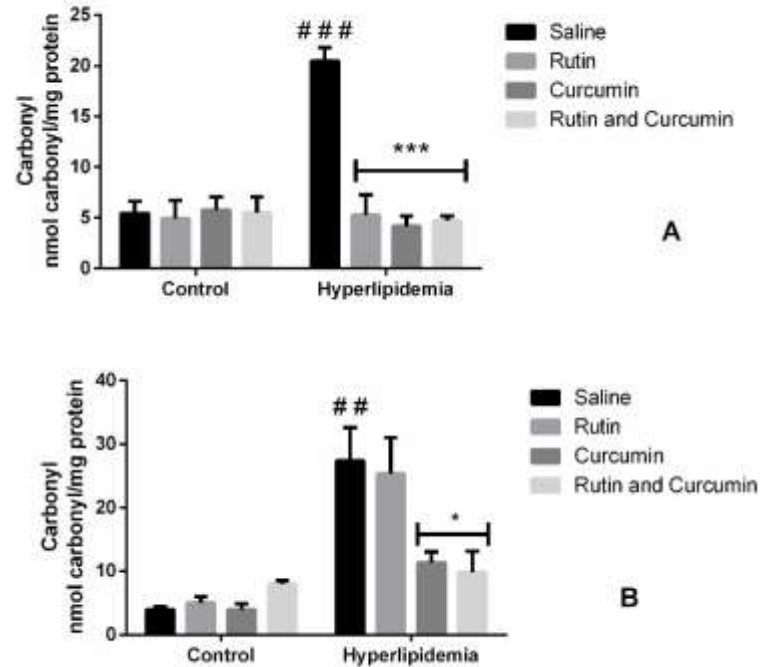 # # #
Saline
Rutin
Curcumin
Rutin and Curcumin
Carbonyl
nmol carbonyl/mg protein
25
20
15
10
5
0
***
A
Control
Hyperlipidemia
# #
Saline
Rutin
Curcumin
Rutin and Curcumin
Carbonyl
nmol carbonyl/mg protein
40
30
20
10
0
*
B
Control
Hyperlipidemia